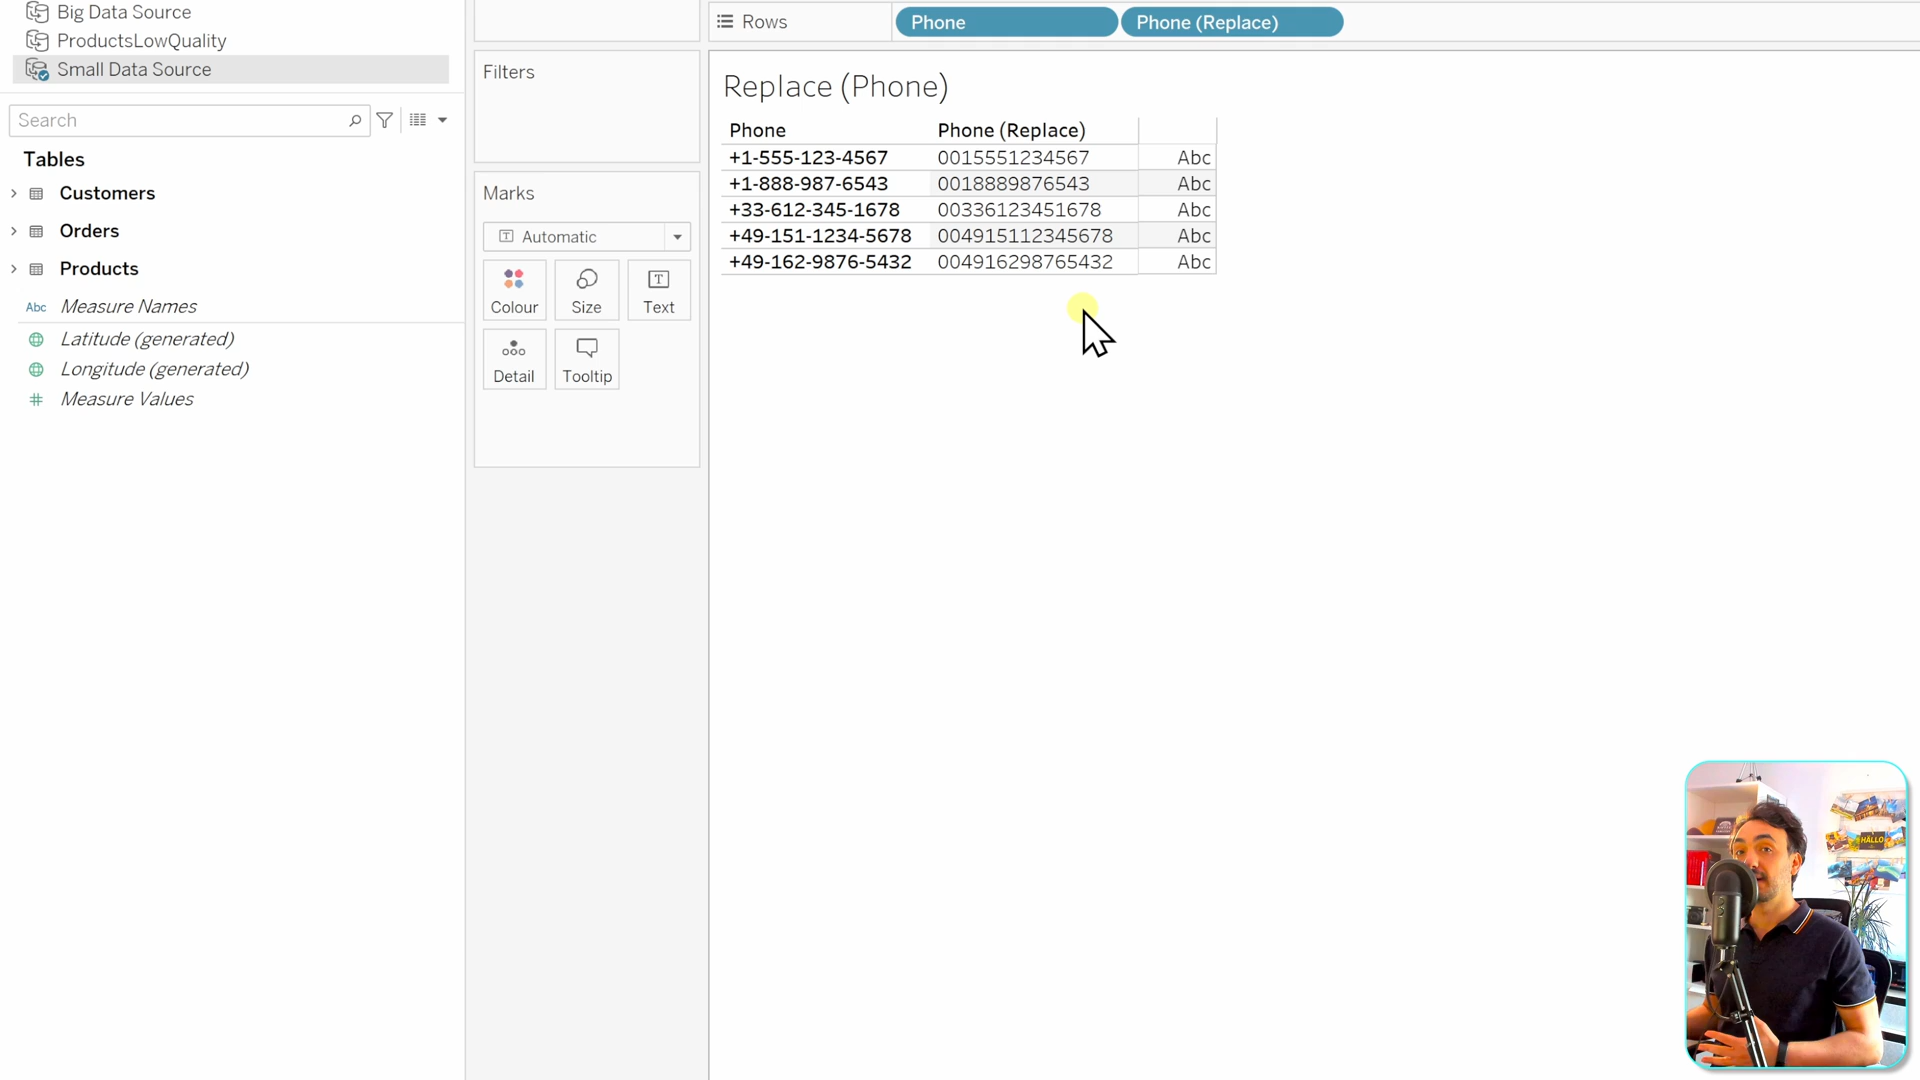 Big Data Source
ProductsLowQuality
Small Data Source
Search
Tables
Customers
Orders
Products
Abc Measure Names
Latitude (generated)
Longitude (generated)
# Measure Values
Filters
Marks
T Automatic
Colour
Size
T
Text
Detail
Tooltip
Rows Phone Phone (Replace)
Replace (Phone)
Phone Phone (Replace)
+1-555-123-4567 0015551234567 Abc
+1-888-987-6543 0018889876543 Abc
+33-612-345-1678 00336123451678 Abc
+49-151-1234-5678 004915112345678 Abc
+49-162-9876-5432 004916298765432 Abc
HALLO